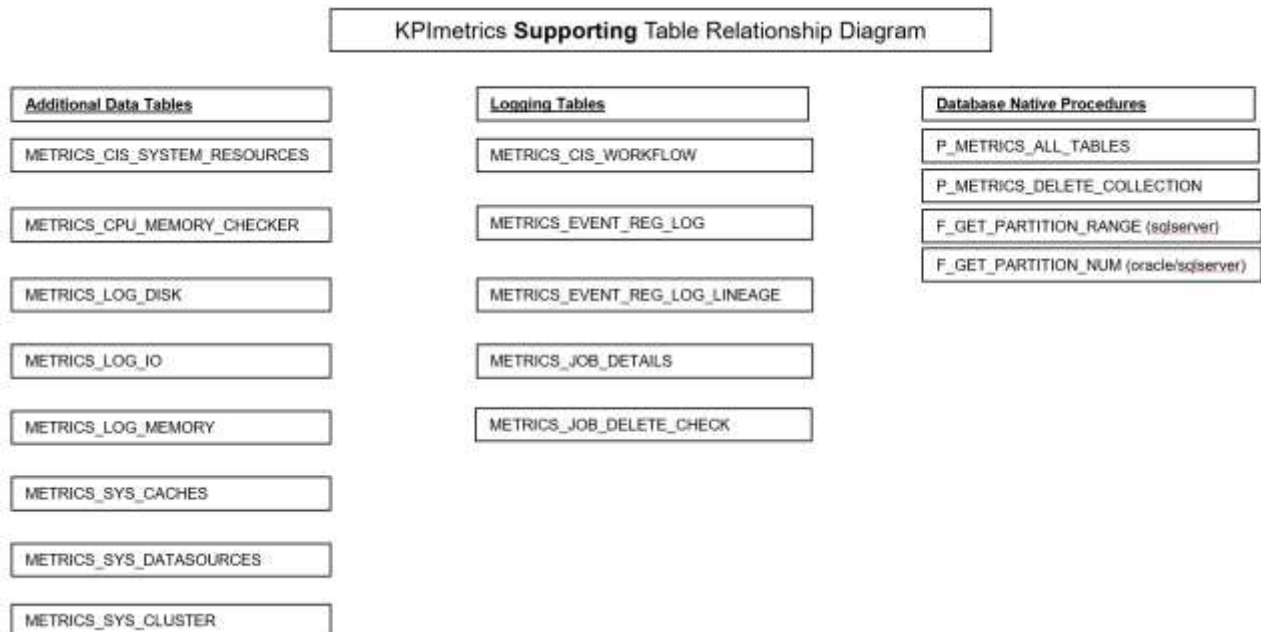 KPImetrics Supporting Table Relationship Diagram
Additional Data Tables
METRICS_CIS_SYSTEM_RESOURCES
METRICS_CPU_MEMORY_CHECKER
METRICS_LOG_DISK
METRICS_LOG_IO
METRICS_LOG_MEMORY
METRICS_SYS_CACHES
METRICS_SYS_DATASOURCES
METRICS_SYS_CLUSTER
Logging Tables
METRICS_CIS_WORKFLOW
METRICS_EVENT_REG_LOG
METRICS_EVENT_REG_LOG_LINEAGE
METRICS_JOB_DETAILS
METRICS_JOB_DELETE_CHECK
Database Native Procedures
P_METRICS_ALL_TABLES
P_METRICS_DELETE_COLLECTION
F_GET_PARTITION_RANGE (sqlserver)
F_GET_PARTITION_NUM (oracle/sqlserver)